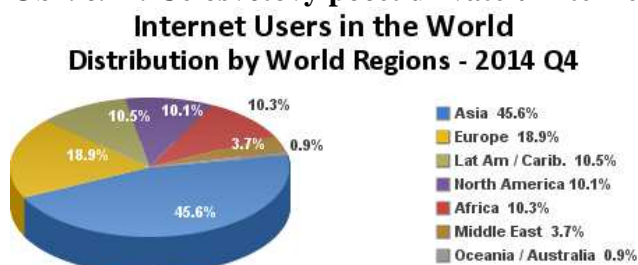 Internet Users in the World
Distribution by World Regions - 2014 Q4
10.5%
10.1%
10.3%
3.7%
0.9%
18.9%
45.6%
Asia 45.6%
Europe 18.9%
Lat Am / Carib. 10.5%
North America 10.1%
Africa 10.3%
Middle East 3.7%
Oceania / Australia 0.9%